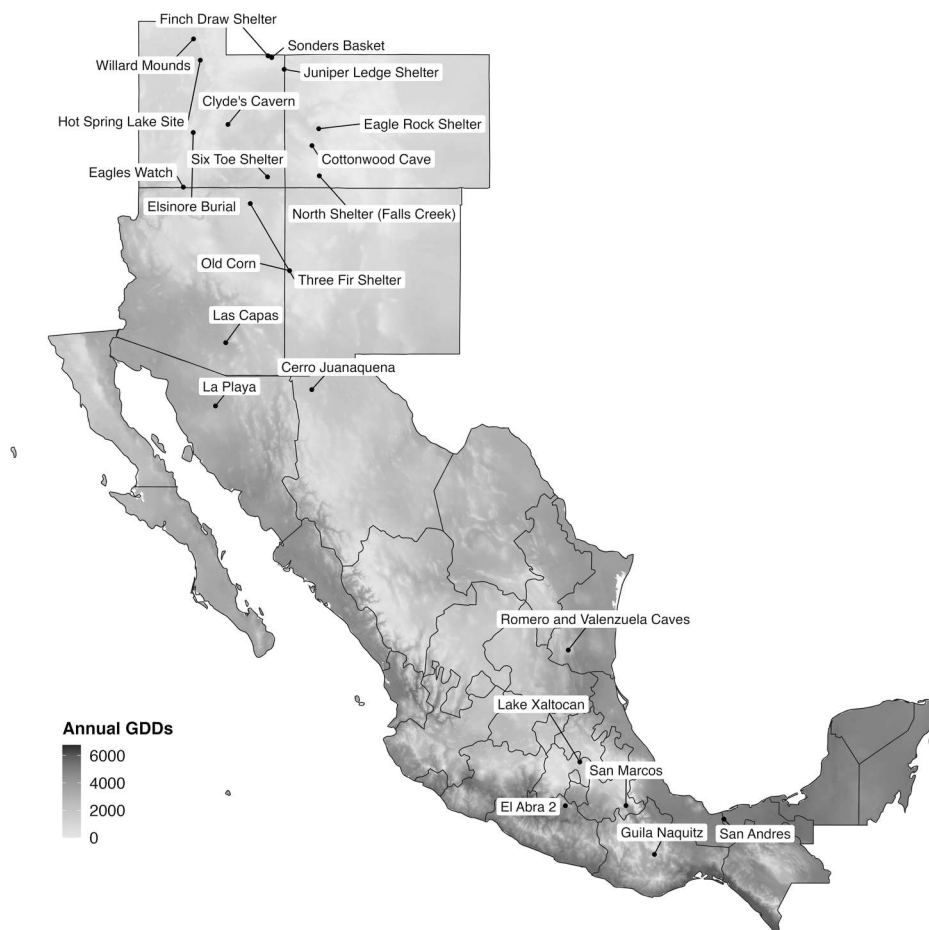 Finch Draw Shelter
Sonders Basket
Willard Mounds
Juniper Ledge Shelter
Clyde's Cavern
Hot Spring Lake Site
Eagle Rock Shelter
Six Toe Shelter
Cottonwood Cave
Eagles Watch
Elsinore Burial
North Shelter (Falls Creek)
Old Corn
Three Fir Shelter
Las Capas
Cerro Juanaquena
La Playa
Romero and Valenzuela Caves
Lake Xaltocan
San Marcos
El Abra 2
Guila Naquitz
San Andres
Annual GDDs
6000
4000
2000
0